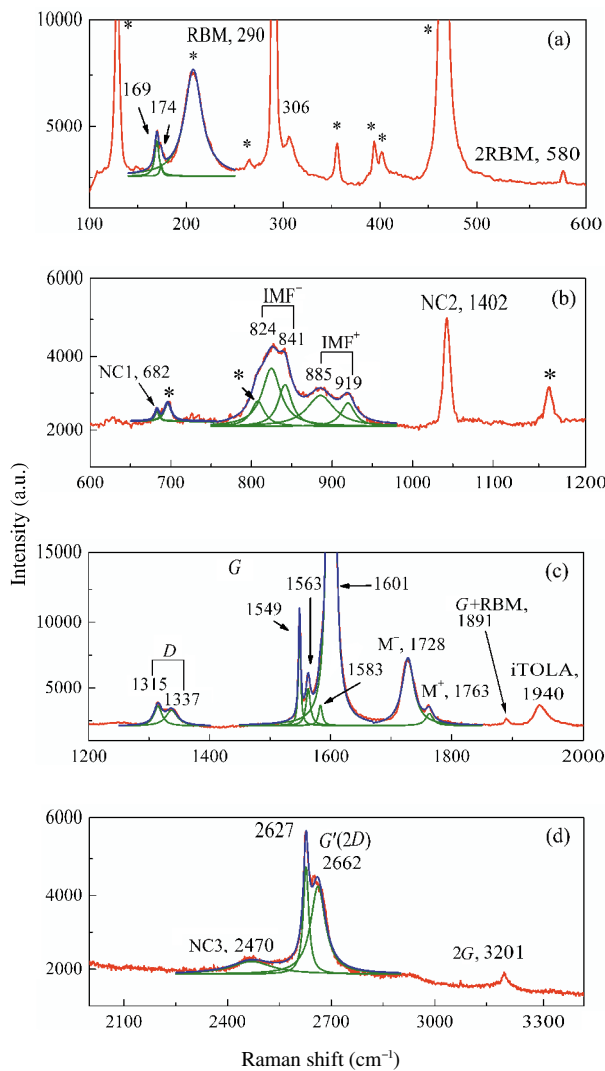 Intensity (a.u.)
10000
5000
(a)
*
RBM, 290
*
*
169
174
306
*
*
*
*
2RBM, 580
100 200 300 400 500 600
6000
4000
2000
(b)
IMF⁻
824 841
IMF⁺
885 919
NC2, 1402
NC1, 682
*
*
*
600 700 800 900 1000 1100 1200
15000
10000
5000
(c)
G
1563
1601
1549
G+RBM,
1891
D
M⁻, 1728
1583
iTOLA,
1940
1315
1337
M⁺, 1763
1200 1400 1600 1800 2000
6000
4000
2000
(d)
2627
G′(2D)
2662
NC3, 2470
2G, 3201
2100 2400 2700 3000 3300
Raman shift (cm⁻¹)